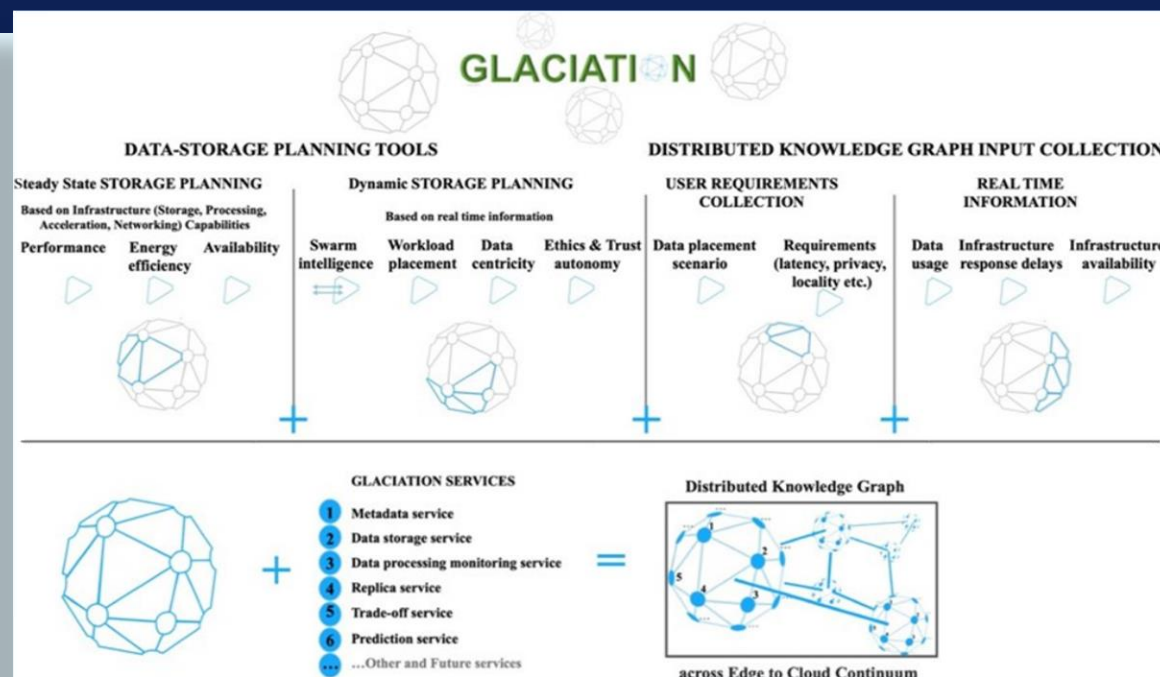 GLACIATION
DATA-STORAGE PLANNING TOOLS
DISTRIBUTED KNOWLEDGE GRAPH INPUT COLLECTION
Steady State STORAGE PLANNING
Based on Infrastructure (Storage, Processing,
Acceleration, Networking) Capabilities
Performance
Energy
efficiency
Availability
Dynamic STORAGE PLANNING
Based on real time information
Swarm
intelligence
Workload
placement
Data
centricity
Ethics & Trust
autonomy
USER REQUIREMENTS
COLLECTION
Data placement
scenario
Requirements
(latency, privacy,
locality etc.)
REAL TIME
INFORMATION
Data
usage
Infrastructure
response delays
Infrastructure
availability
+
+
+
+
GLACIATION SERVICES
1 Metadata service
2 Data storage service
3 Data processing monitoring service
4 Replica service
5 Trade-off service
6 Prediction service
... ...Other and Future services
=
Distributed Knowledge Graph
1
2
3
4
5
across Edge to Cloud Continuum